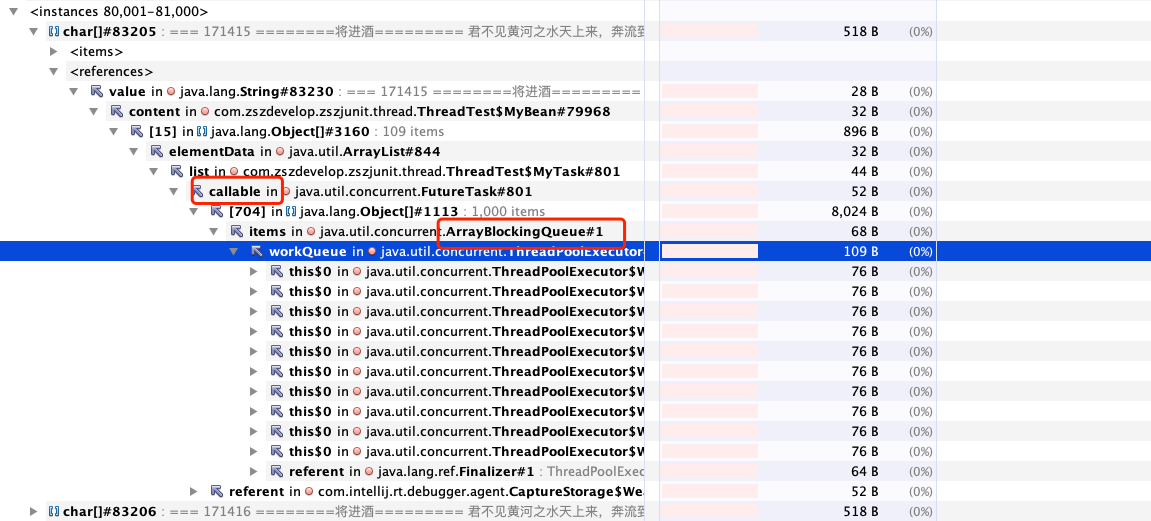 <instances 80,001-81,000>
char[]#83205 : === 171415 ========将进酒========= 君不见黄河之水天上来，奔流到 518 B (0%)
<items>
<references>
value in java.lang.String#83230 : === 171415 ========将进酒========= 28 B (0%)
content in com.zszdevelop.zszjunit.thread.ThreadTest$MyBean#79968 32 B (0%)
[15] in java.lang.Object[]#3160 : 109 items 896 B (0%)
elementData in java.util.ArrayList#844 32 B (0%)
list in com.zszdevelop.zszjunit.thread.ThreadTest$MyTask#801 44 B (0%)
callable in java.util.concurrent.FutureTask#801 52 B (0%)
[704] in java.lang.Object[]#1113 : 1,000 items 8,024 B (0%)
items in java.util.concurrent.ArrayBlockingQueue#1 68 B (0%)
workQueue in java.util.concurrent.ThreadPoolExecutor 109 B (0%)
this$0 in java.util.concurrent.ThreadPoolExecutor$W 76 B (0%)
this$0 in java.util.concurrent.ThreadPoolExecutor$W 76 B (0%)
this$0 in java.util.concurrent.ThreadPoolExecutor$W 76 B (0%)
this$0 in java.util.concurrent.ThreadPoolExecutor$W 76 B (0%)
this$0 in java.util.concurrent.ThreadPoolExecutor$W 76 B (0%)
this$0 in java.util.concurrent.ThreadPoolExecutor$W 76 B (0%)
this$0 in java.util.concurrent.ThreadPoolExecutor$W 76 B (0%)
this$0 in java.util.concurrent.ThreadPoolExecutor$W 76 B (0%)
this$0 in java.util.concurrent.ThreadPoolExecutor$W 76 B (0%)
this$0 in java.util.concurrent.ThreadPoolExecutor$W 76 B (0%)
referent in java.lang.ref.Finalizer#1 : ThreadPoolExec 64 B (0%)
referent in com.intellij.rt.debugger.agent.CaptureStorage$We 52 B (0%)
char[]#83206 : === 171416 ========将进酒========= 君不见黄河之水天上来，奔流到 518 B (0%)